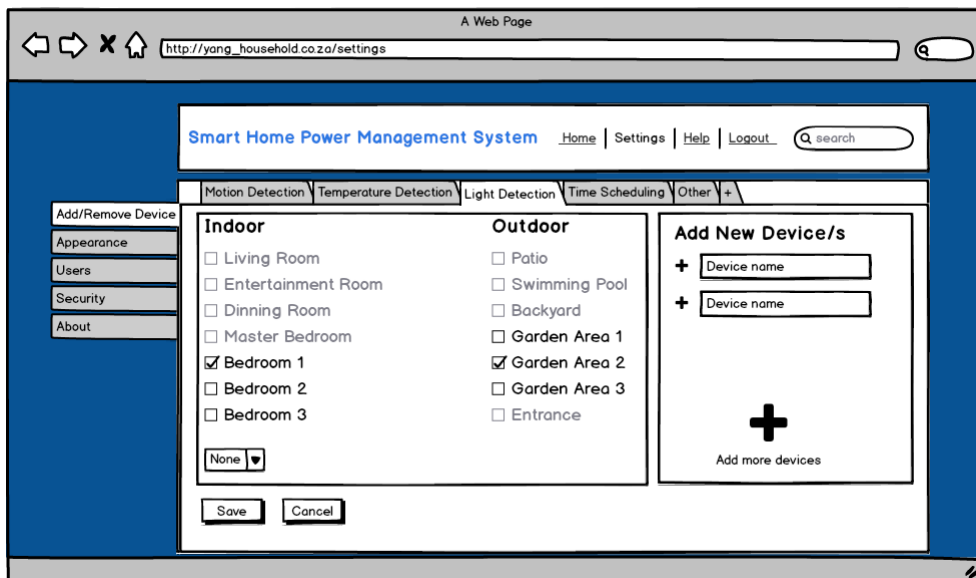 A Web Page
http://yang_household.co.za/settings
Smart Home Power Management System Home Settings Help Logout search
Motion Detection Temperature Detection Light Detection Time Scheduling Other +
Add/Remove Device
Appearance
Users
Security
About
Indoor
Living Room
Entertainment Room
Dinning Room
Master Bedroom
Bedroom 1
Bedroom 2
Bedroom 3
None
Outdoor
Patio
Swimming Pool
Backyard
Garden Area 1
Garden Area 2
Garden Area 3
Entrance
Add New Device/s
+ Device name
+ Device name
Add more devices
Save Cancel